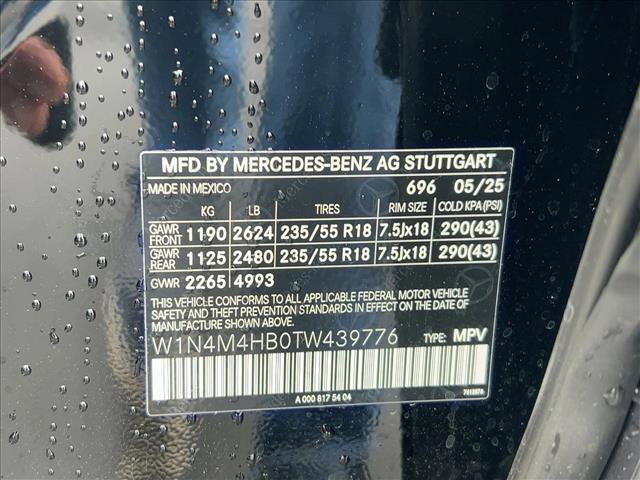 MFD BY MERCEDES-BENZ AG STUTTGART
MADE IN MEXICO 696 05/25
KG LB TIRES RIM SIZE COLD KPA(PSI)
GAWR FRONT 1190 2624 235/55 R18 7.5Jx18 290(43)
GAWR REAR 1125 2480 235/55 R18 7.5Jx18 290(43)
GVWR 2265 4993
THIS VEHICLE CONFORMS TO ALL APPLICABLE FEDERAL MOTOR VEHICLE
SAFETY AND THEFT PREVENTION STANDARDS IN EFFECT ON THE DATE
OF MANUFACTURE
W1N4M4HB0TW439776 TYPE: MPV
A 000 817 54 04